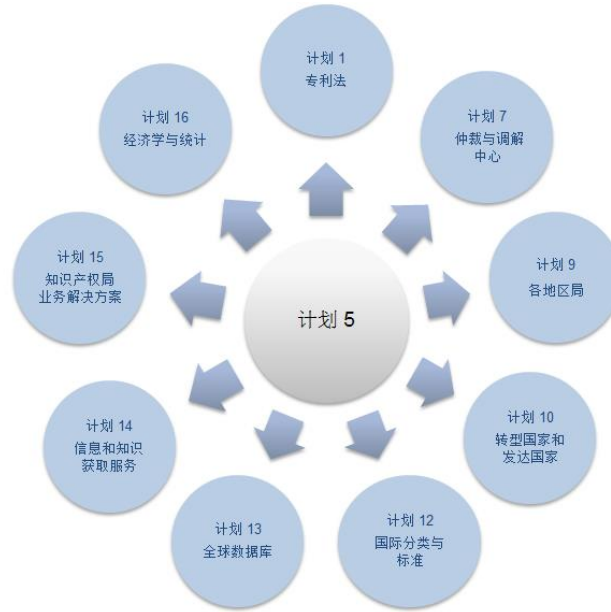 计划 1
专利法
计划 7
仲裁与调解
中心
计划 9
各地区局
计划 10
转型国家和
发达国家
计划 12
国际分类与
标准
计划 13
全球数据库
计划 14
信息和知识
获取服务
计划 15
知识产权局
业务解决方案
计划 16
经济学与统计
计划 5